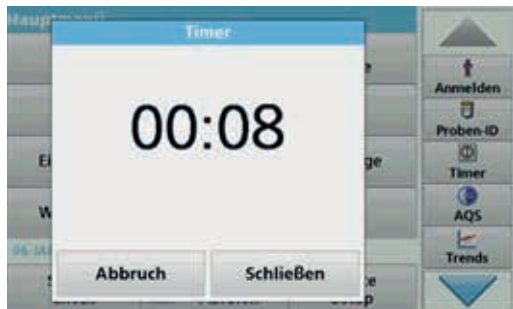 Timer
00:08
Abbruch
Schließen
Anmelden
Proben-ID
Timer
AQS
Trends